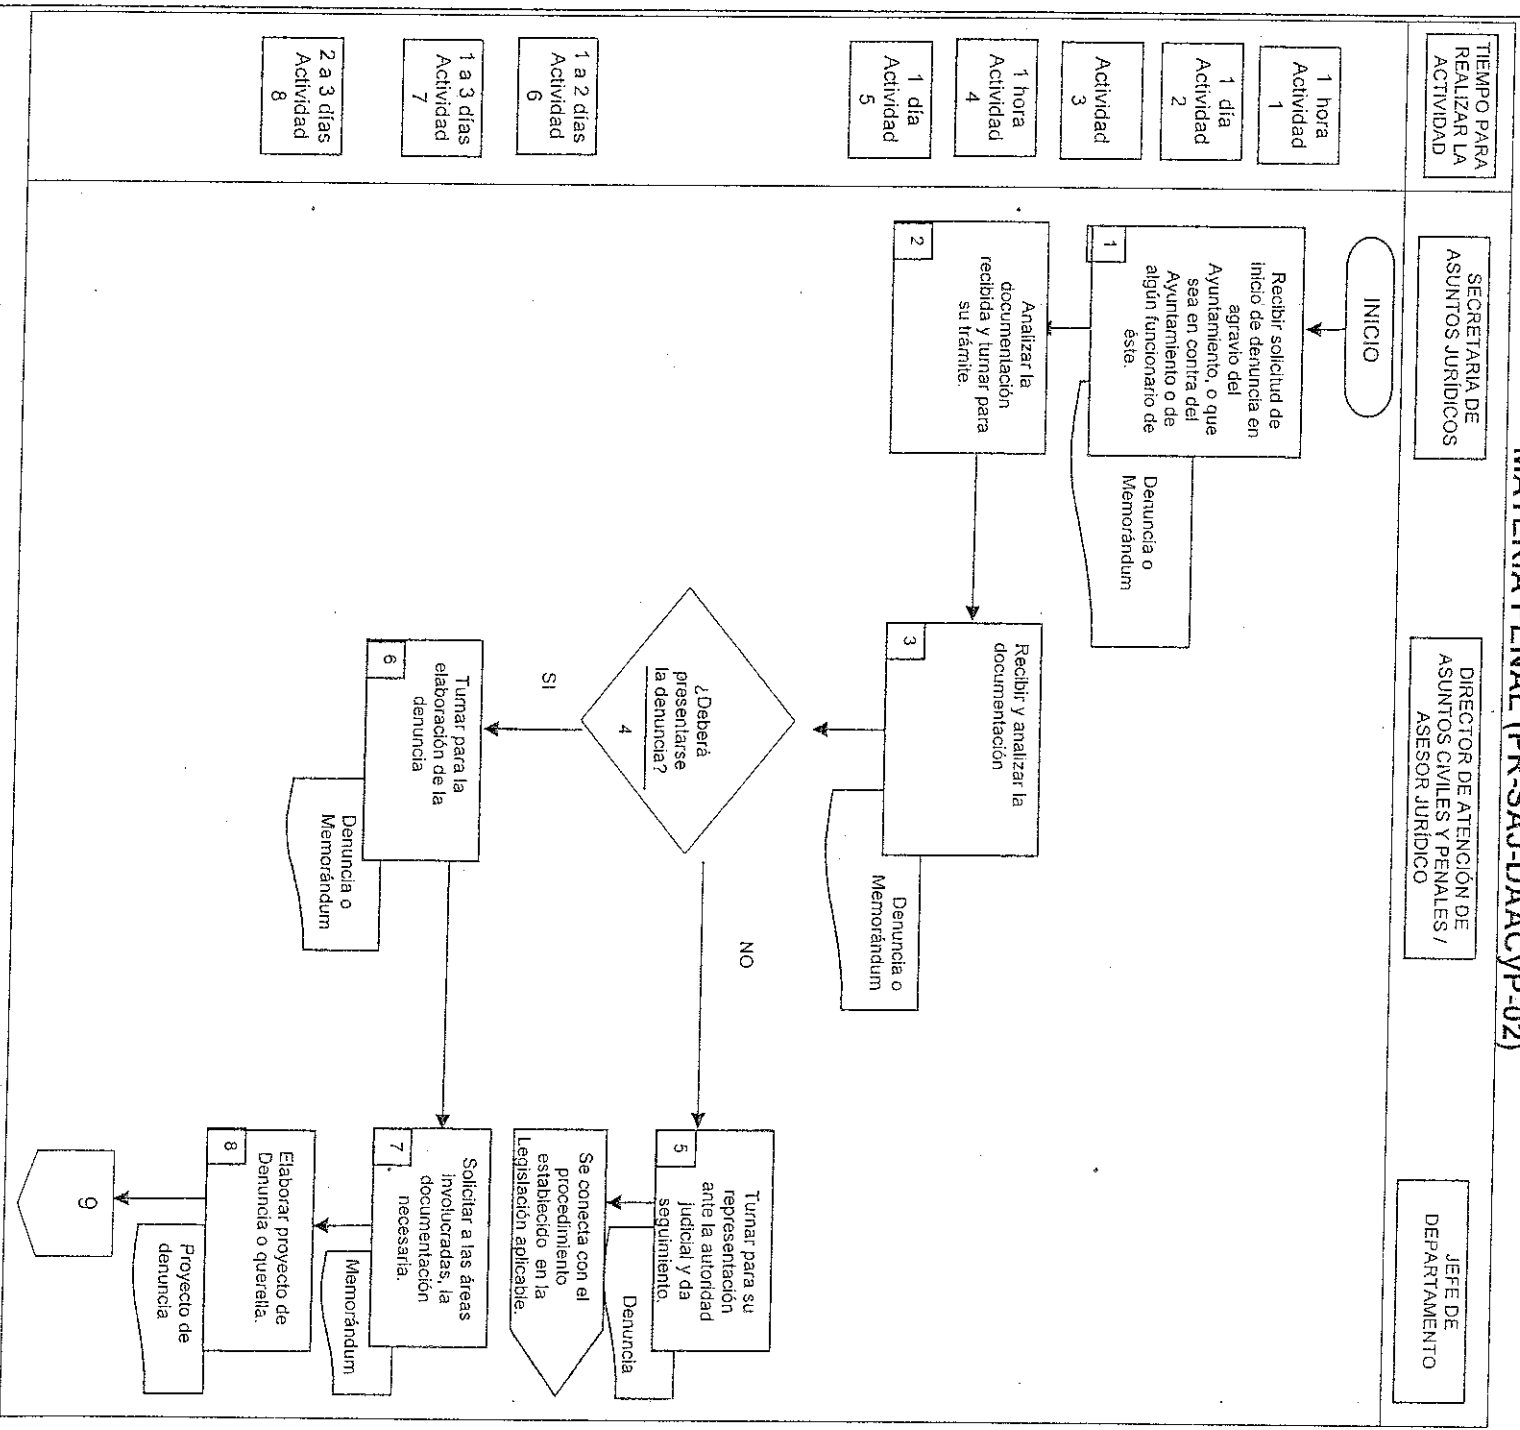 MATERIA PENAL (PR-SAJ-DAACyP-02)
TIEMPO PARA
REALIZAR LA
ACTIVIDAD
SECRETARIA DE
ASUNTOS JURÍDICOS
DIRECTOR DE ATENCIÓN DE
ASUNTOS CIVILES Y PENALES /
ASESOR JURÍDICO
JEFE DE
DEPARTAMENTO
1 hora
Actividad
1
1 día
Actividad
2
Actividad
3
1 hora
Actividad
4
1 día
Actividad
5
1 a 2 días
Actividad
6
1 a 3 días
Actividad
7
2 a 3 días
Actividad
8
INICIO
Recibir solicitud de
inicio de denuncia en
agravio del
Ayuntamiento, o que
sea en contra del
Ayuntamiento o de
algún funcionario de
éste.
1
Denuncia o
Memorándum
Analizar la
documentación
recibida y turnar para
su trámite.
2
Recibir y analizar la
documentación
3
Denuncia o
Memorándum
¿Deberá
presentarse
la denuncia?
4
NO
SI
Turnar para su
representación
ante la autoridad
judicial y da
seguimiento.
5
Denuncia
Se conecta con el
procedimiento
establecido en la
Legislación aplicable.
Turnar para la
elaboración de la
denuncia
6
Denuncia o
Memorándum
Solicitar a las áreas
involucradas, la
documentación
necesaria.
7
Memorándum
Elaborar proyecto de
Denuncia o querella.
8
Proyecto de
denuncia
9